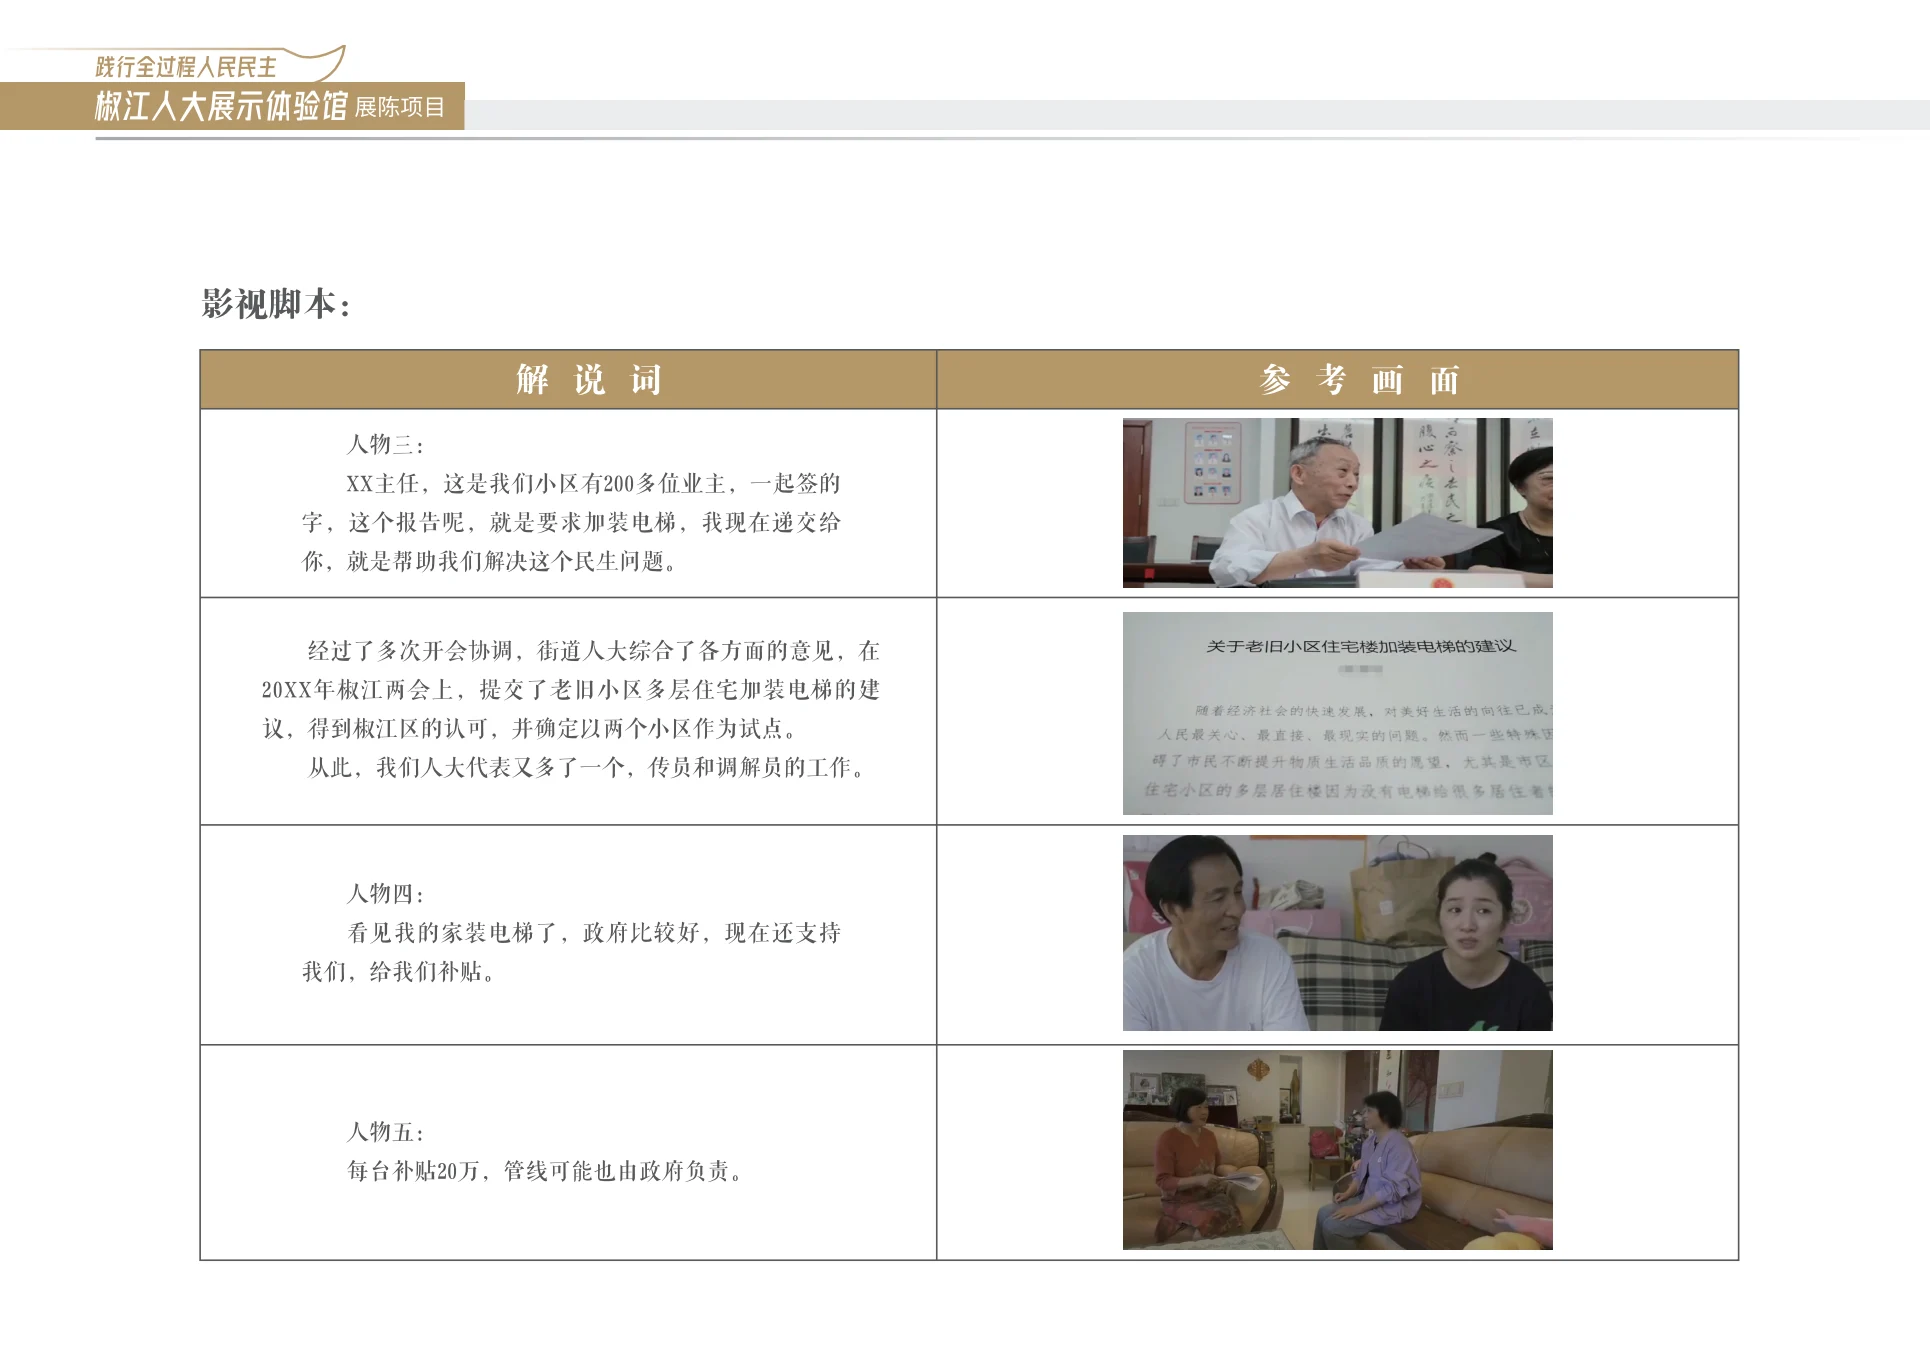 践行全过程人民民主
椒江人大展示体验馆 展陈项目
影视脚本：
解说词
参考画面
人物三：
XX主任，这是我们小区有200多位业主，一起签的
字，这个报告呢，就是要求加装电梯，我现在递交给
你，就是帮助我们解决这个民生问题。
经过了多次开会协调，街道人大综合了各方面的意见，在
20XX年椒江两会上，提交了老旧小区多层住宅加装电梯的建
议，得到椒江区的认可，并确定以两个小区作为试点。
从此，我们人大代表又多了一个，传员和调解员的工作。
关于老旧小区住宅楼加装电梯的建议
随着经济社会的快速发展，对美好生活的向往已成
人民最关心、最直接、最现实的问题。然而一些特殊因
碍了市民不断提升物质生活品质的愿望，尤其是市区
住宅小区的多层居住楼因为没有电梯给很多居住者
人物四：
看见我的家装电梯了，政府比较好，现在还支持
我们，给我们补贴。
人物五：
每台补贴20万，管线可能也由政府负责。